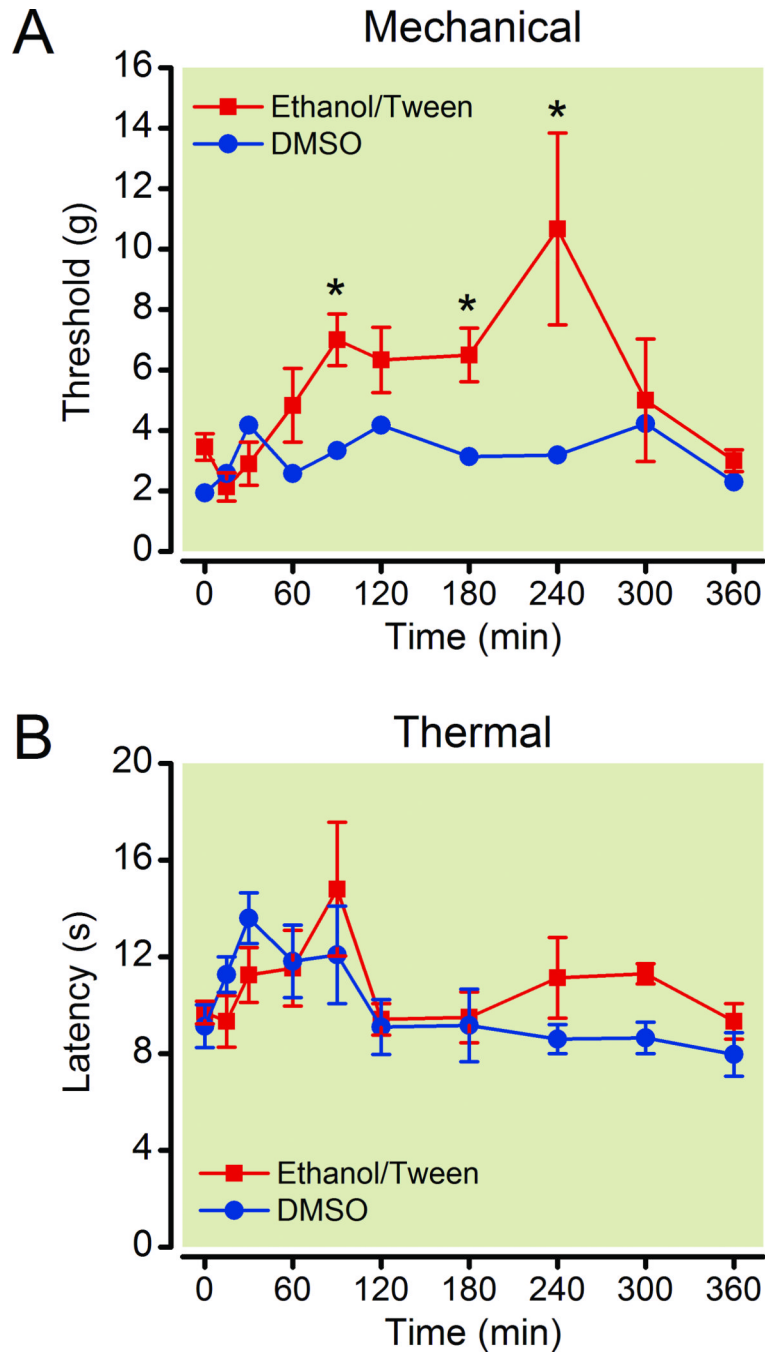 A
Mechanical
16
14
12
10
8
6
4
2
0
Threshold (g)
Ethanol/Tween
DMSO
*
*
*
0 60 120 180 240 300 360
Time (min)
B
Thermal
20
16
12
8
4
0
Latency (s)
Ethanol/Tween
DMSO
0 60 120 180 240 300 360
Time (min)